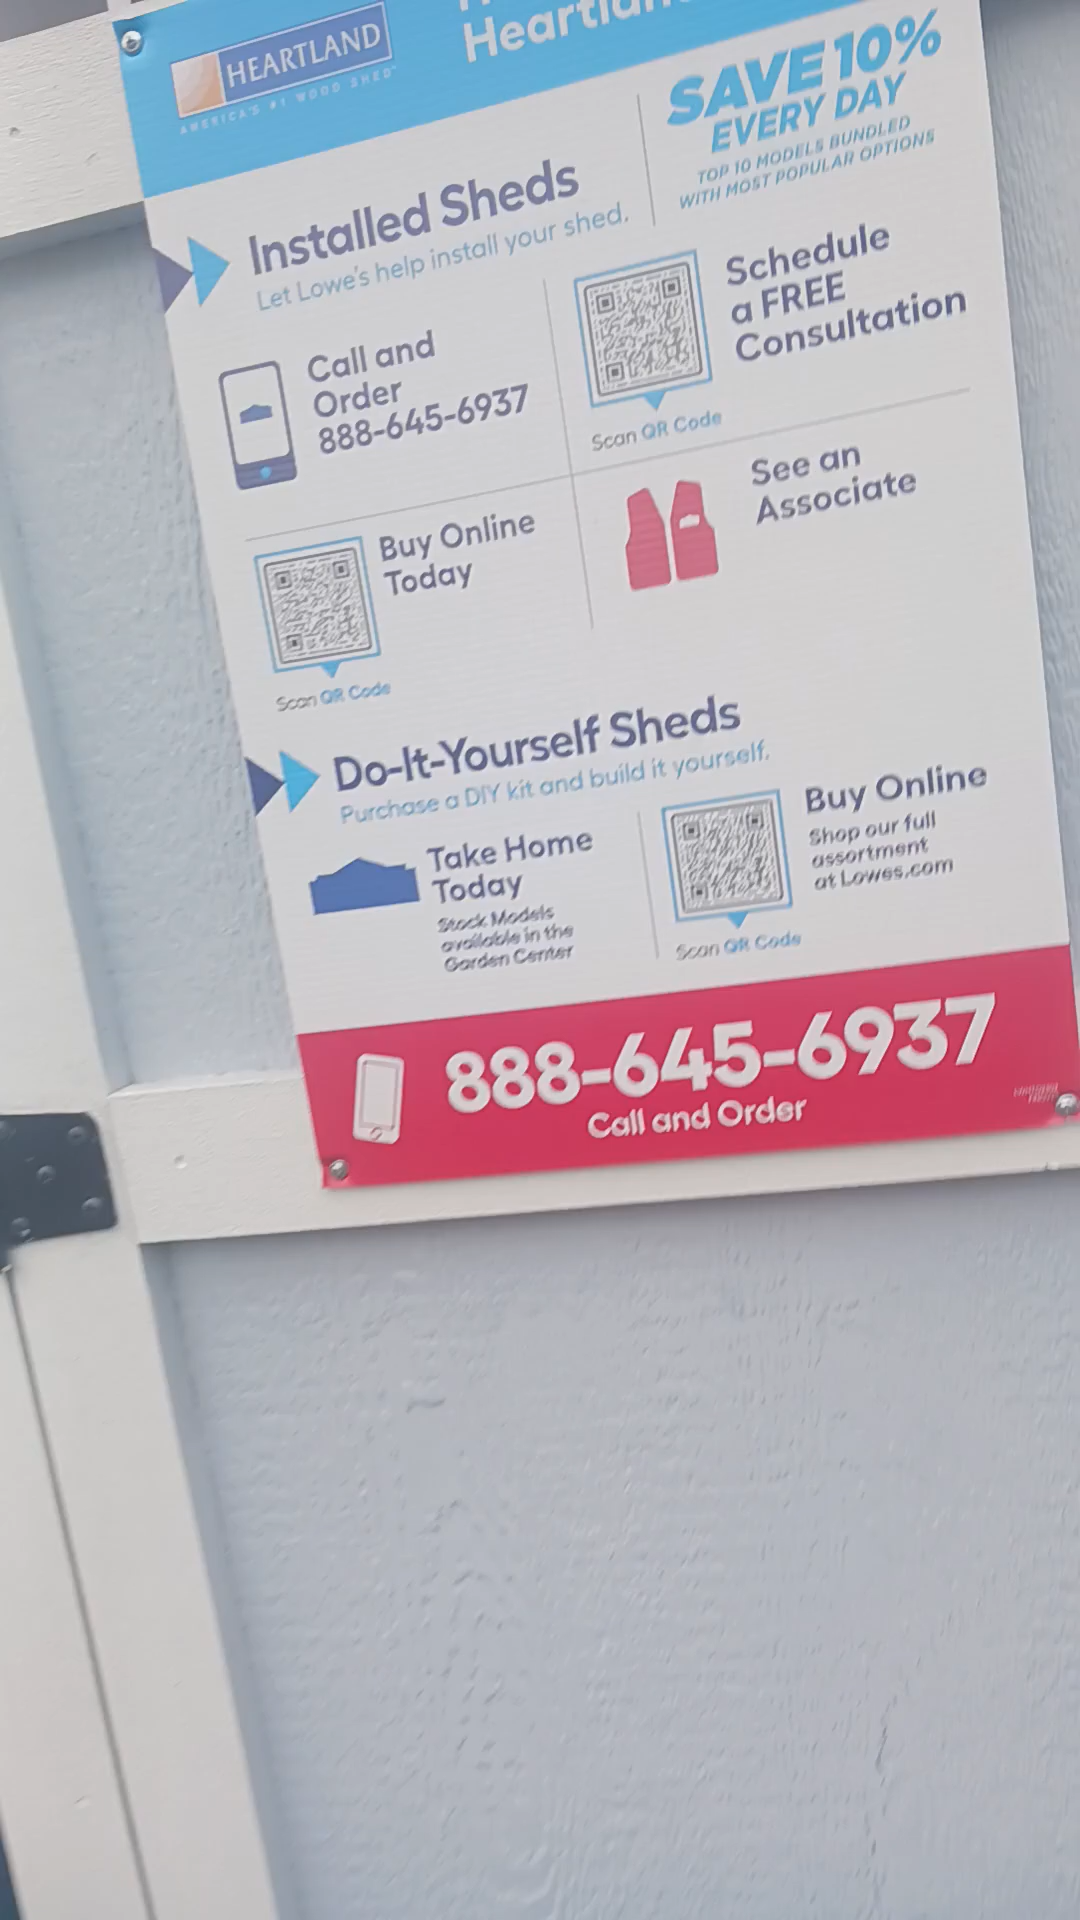 HEARTLAND
AMERICA'S #1 WOOD SHED™
SAVE 10%
EVERY DAY
TOP 10 MODELS BUNDLED
WITH MOST POPULAR OPTIONS
Installed Sheds
Let Lowe's help install your shed.
Call and
Order
888-645-6937
Schedule
a FREE
Consultation
Scan QR Code
Buy Online
Today
Scan QR Code
See an
Associate
Do-It-Yourself Sheds
Purchase a DIY kit and build it yourself.
Take Home
Today
Stock Models
available in the
Garden Center
Buy Online
Shop our full
assortment
at Lowes.com
Scan QR Code
888-645-6937
Call and Order